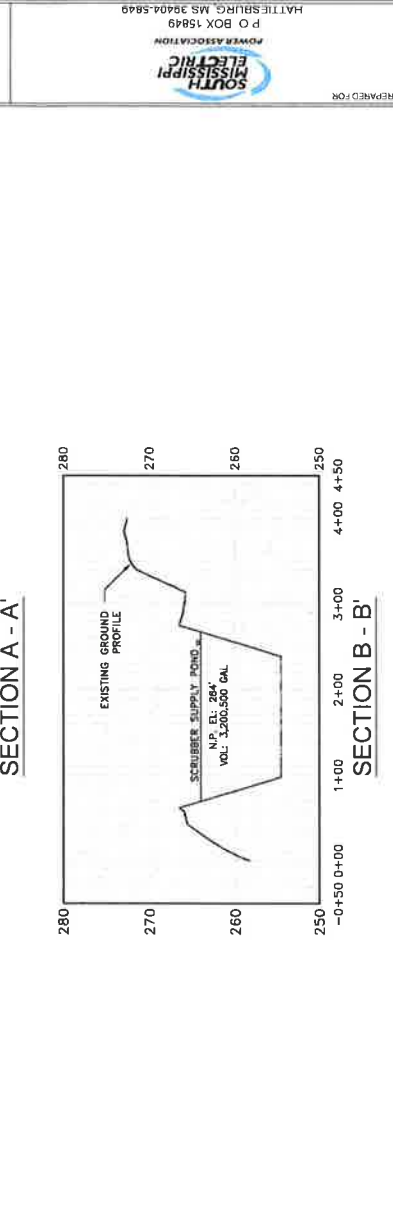 SECTION A - A'
280
270
260
250
280
270
260
250
EXISTING GROUND
PROFILE
SCRUBBER SUPPLY POND
N.P. EL: 264'
VOL: 3,200,500 GAL
-0+50
0+00
1+00
2+00
3+00
4+00
4+50
SECTION B - B'
PREPARED FOR
SOUTH
MISSISSIPPI
ELECTRIC
POWER ASSOCIATION
P O BOX 15849
HATTIESBURG, MS 39404-5849